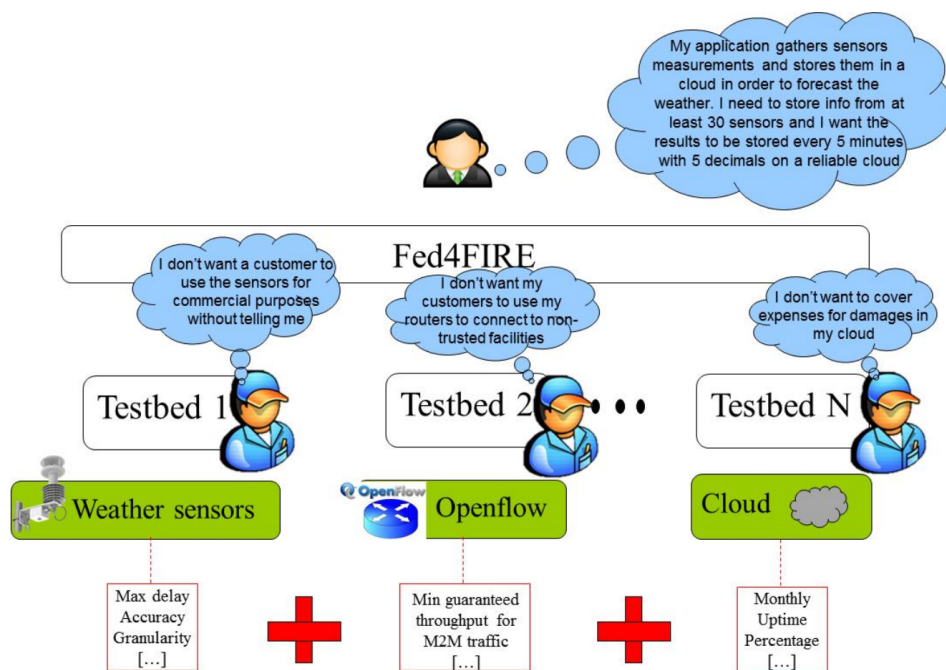 My application gathers sensors
measurements and stores them in a
cloud in order to forecast the
weather. I need to store info from at
least 30 sensors and I want the
results to be stored every 5 minutes
with 5 decimals on a reliable cloud
Fed4FIRE
I don't want a customer to
use the sensors for
commercial purposes
without telling me
I don't want my
customers to use my
routers to connect to non-
trusted facilities
I don't want to cover
expenses for damages in
my cloud
Testbed 1
Testbed 2
Testbed N
Weather sensors
OpenFlow
Openflow
Cloud
Max delay
Accuracy
Granularity
[…]
Min guaranteed
throughput for
M2M traffic
[…]
Monthly
Uptime
Percentage
[…]